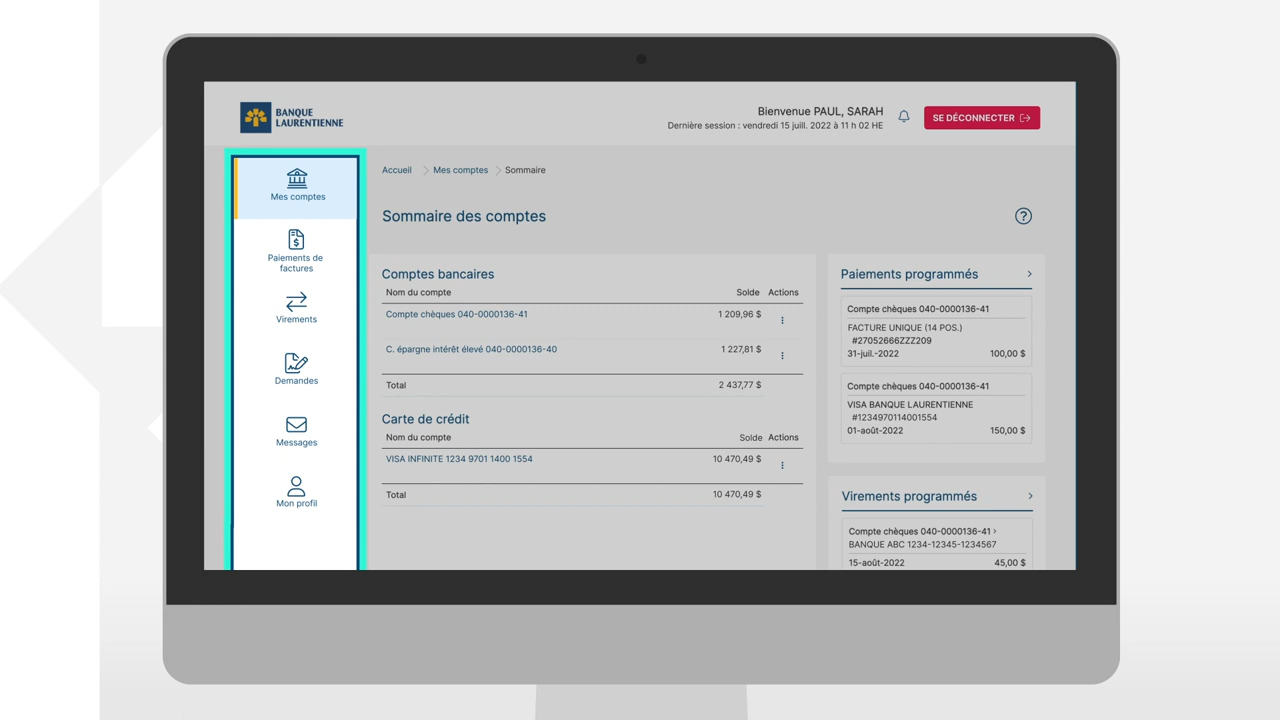 BANQUE
LAURENTIENNE
Bienvenue PAUL, SARAH
Dernière session : vendredi 15 juill. 2022 à 11 h 02 HE
SE DÉCONNECTER
Mes comptes
Paiements de
factures
Virements
Demandes
Messages
Mon profil
Accueil
Mes comptes
Sommaire
Sommaire des comptes
?
Comptes bancaires
Nom du compte Solde Actions
Compte chèques 040-0000136-41 1 209,96 $
C. épargne intérêt élevé 040-0000136-40 1 227,81 $
Total 2 437,77 $
Carte de crédit
Nom du compte Solde Actions
VISA INFINITE 1234 9701 1400 1554 10 470,49 $
Total 10 470,49 $
Paiements programmés
Compte chèques 040-0000136-41
FACTURE UNIQUE (14 POS.)
#27052666ZZZ209
31-juil.-2022 100,00 $
Compte chèques 040-0000136-41
VISA BANQUE LAURENTIENNE
#1234970114001554
01-août-2022 150,00 $
Virements programmés
Compte chèques 040-0000136-41 ›
BANQUE ABC 1234-12345-1234567
15-août-2022 45,00 $